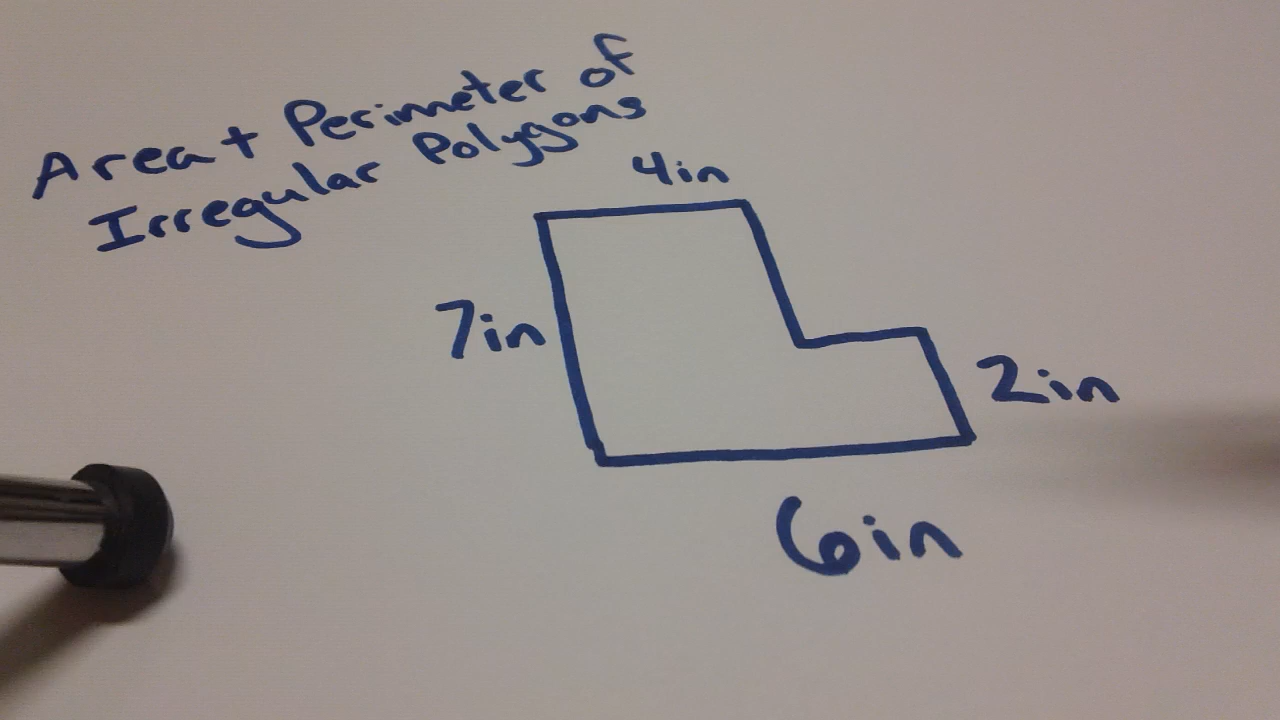 Area + Perimeter of
Irregular Polygons
4in
7in
2in
6in